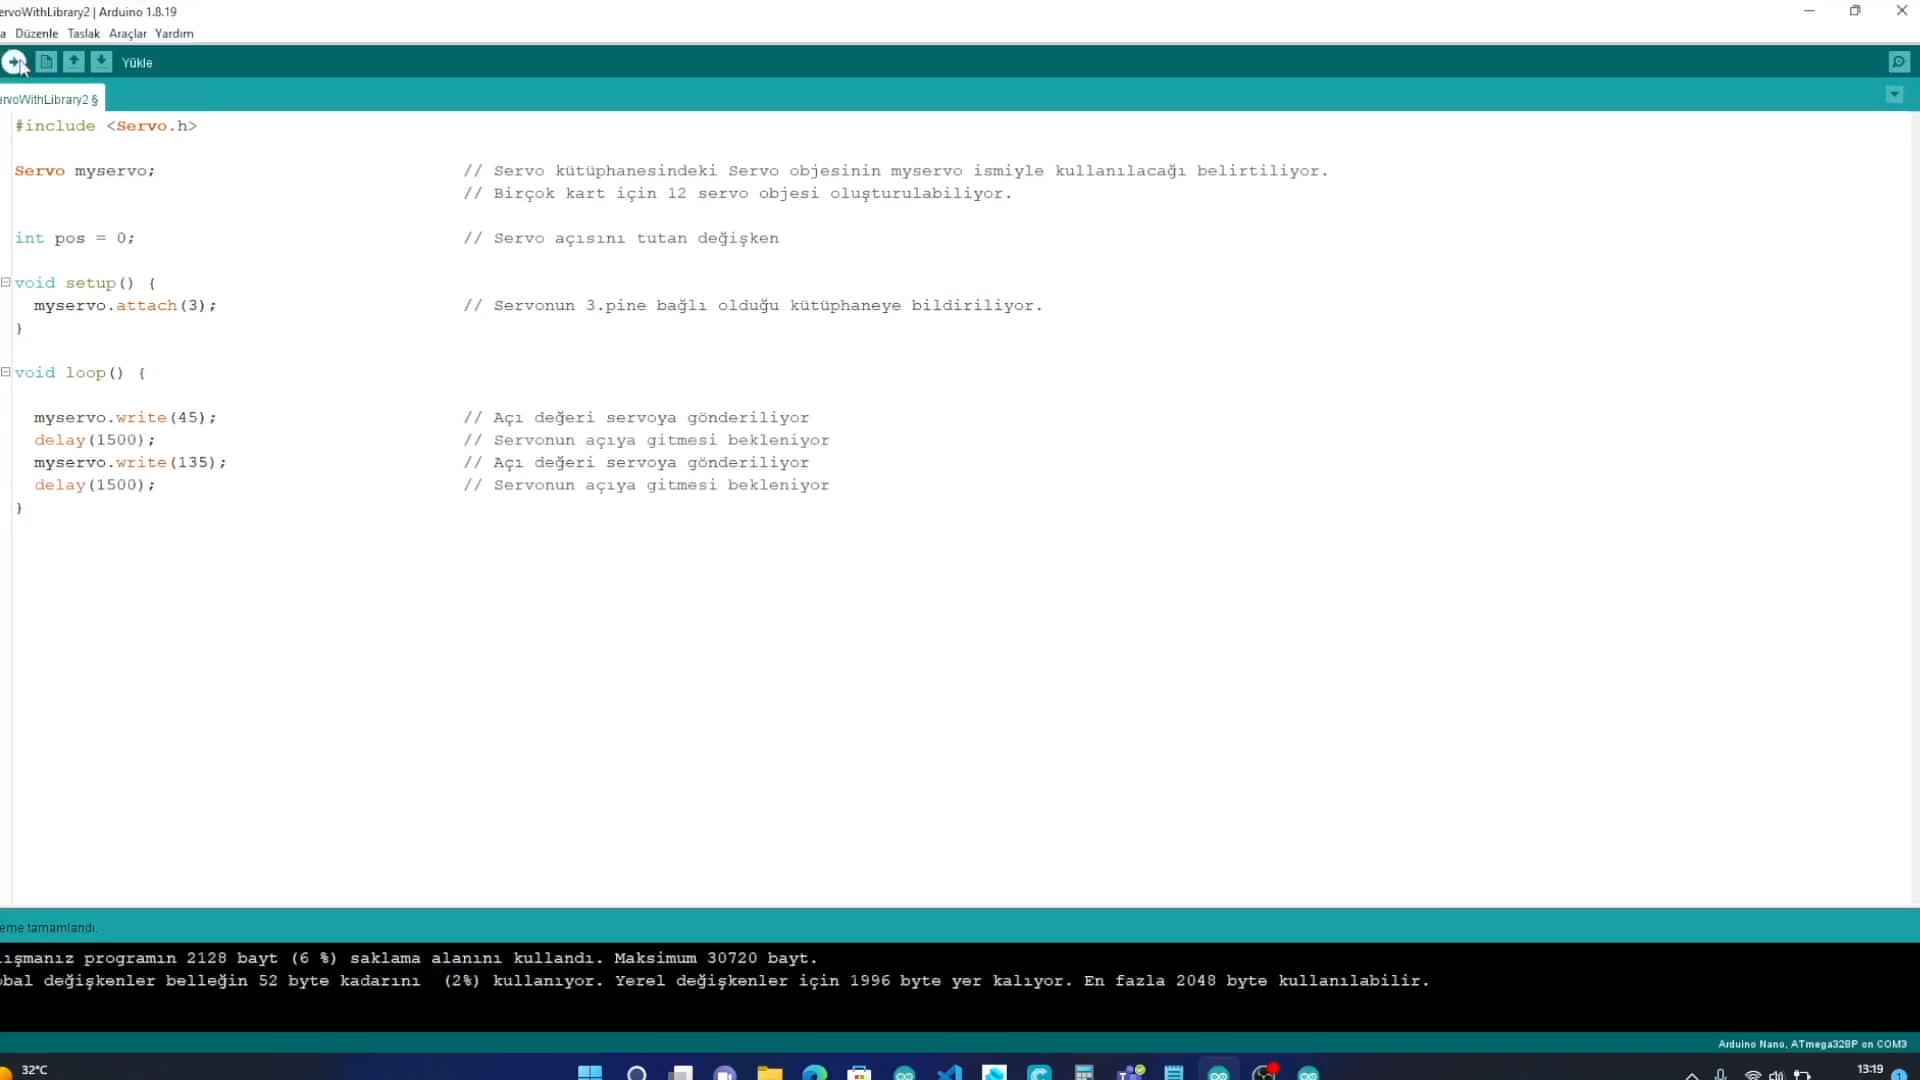 ervoWithLibrary2 | Arduino 1.8.19
a Düzenle Taslak Araçlar Yardım
Yükle
ervoWithLibrary2 §
#include <Servo.h>
Servo myservo; // Servo kütüphanesindeki Servo objesinin myservo ismiyle kullanılacağı belirtiliyor.
// Birçok kart için 12 servo objesi oluşturulabiliyor.
int pos = 0; // Servo açısını tutan değişken
void setup() {
myservo.attach(3); // Servonun 3.pine bağlı olduğu kütüphaneye bildiriliyor.
}
void loop() {
myservo.write(45); // Açı değeri servoya gönderiliyor
delay(1500); // Servonun açıya gitmesi bekleniyor
myservo.write(135); // Açı değeri servoya gönderiliyor
delay(1500); // Servonun açıya gitmesi bekleniyor
}
eme tamamlandı.
ışmanız programın 2128 bayt (6 %) saklama alanını kullandı. Maksimum 30720 bayt.
obal değişkenler belleğin 52 byte kadarını (2%) kullanıyor. Yerel değişkenler için 1996 byte yer kalıyor. En fazla 2048 byte kullanılabilir.
Arduino Nano, ATmega328P on COM3
32°C
13:19